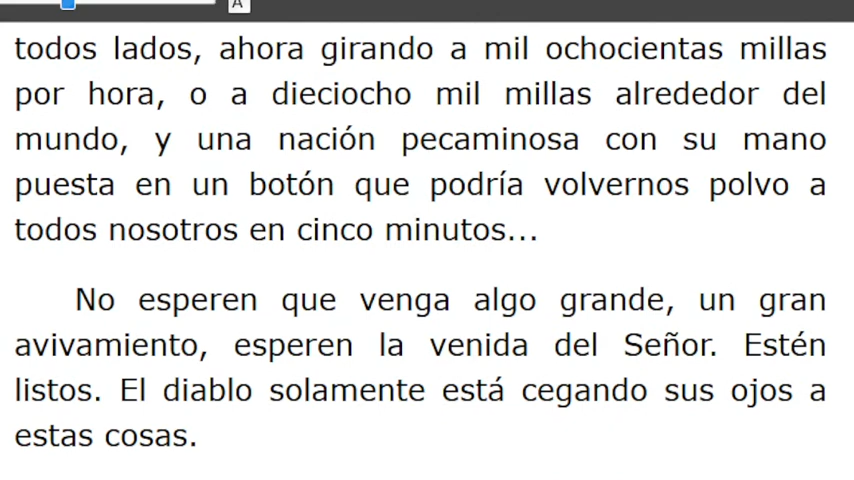 A
todos lados, ahora girando a mil ochocientas millas
por hora, o a dieciocho mil millas alrededor del
mundo, y una nación pecaminosa con su mano
puesta en un botón que podría volvernos polvo a
todos nosotros en cinco minutos...
No esperen que venga algo grande, un gran
avivamiento, esperen la venida del Señor. Estén
listos. El diablo solamente está cegando sus ojos a
estas cosas.